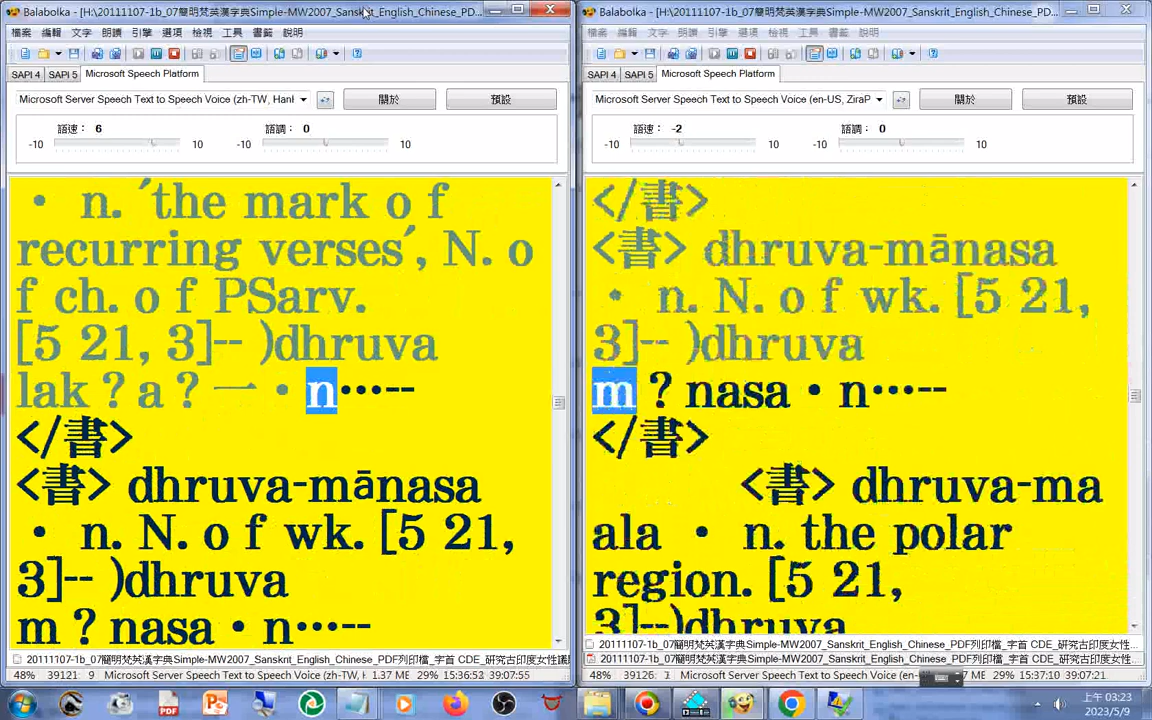 Balabolka - [H:\20111107-1b_07簡明梵英漢字典Simple-MW2007_Sanskrit_English_Chinese_PD...
檔案 編輯 文字 朗讀 引擎 選項 檢視 工具 書籤 說明
SAPI 4 SAPI 5 Microsoft Speech Platform
Microsoft Server Speech Text to Speech Voice (zh-TW, Hanl 關於 預設
語速： 6 語調： 0
-10 10 -10 10
• n. ´the mark o f
recurring verses´, N. o
f ch. o f PSarv.
[5 21, 3]-- )dhruva
lak ? a ? 一 • n…--
</書>
<書> dhruva-mānasa
• n. N. o f wk. [5 21,
3]-- )dhruva
m ? nasa • n…--
20111107-1b_07簡明梵英漢字典Simple-MW2007_Sanskrit_English_Chinese_PDF列印檔_字首 CDE_研究古印度女性議
48% 39121: 9 Microsoft Server Speech Text to Speech Voice (zh-TW, H 1.37 ME 29% 15:36:52 39:07:55
Balabolka - [H:\20111107-1b_07簡明梵英漢字典Simple-MW2007_Sanskrit_English_Chinese_PD...
檔案 編輯 文字 朗讀 引擎 選項 檢視 工具 書籤 說明
SAPI 4 SAPI 5 Microsoft Speech Platform
Microsoft Server Speech Text to Speech Voice (en-US, ZiraP 關於 預設
語速： -2 語調： 0
-10 10 -10 10
</書>
<書> dhruva-mānasa
• n. N. o f wk. [5 21,
3]-- )dhruva
m ? nasa • n…--
</書>
<書> dhruva-ma
ala • n. the polar
region. [5 21,
3]--)dhruva
20111107-1b_07簡明梵英漢字典Simple-MW2007_Sanskrit_English_Chinese_PDF列印檔_字首 CDE_研究古印度女性
20111107-1b_07簡明梵英漢字典Simple-MW2007_Sanskrit_English_Chinese_PDF列印檔_字首 CDE_研究古印度女性
48% 39126: 1 Microsoft Server Speech Text to Speech Voice ME 29% 15:37:10 39:07:21
上午 03:23
2023/5/9